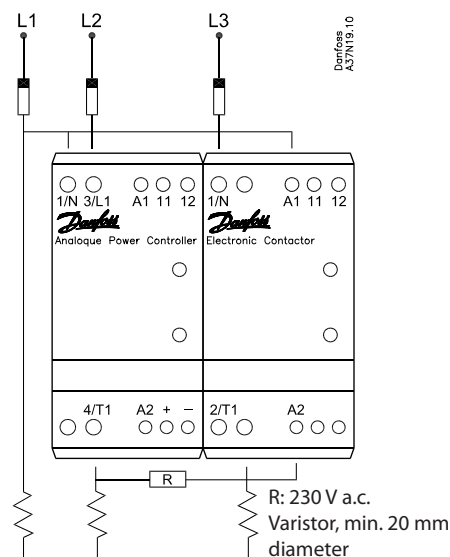 L1 L2 L3
Danfoss
A37N19.10
1/N 3/L1 A1 11 12 1/N A1 11 12
Danfoss Danfoss
Analoque Power Controller Electronic Contactor
4/T1 A2 + − 2/T1 A2
R
R: 230 V a.c.
Varistor, min. 20 mm
diameter